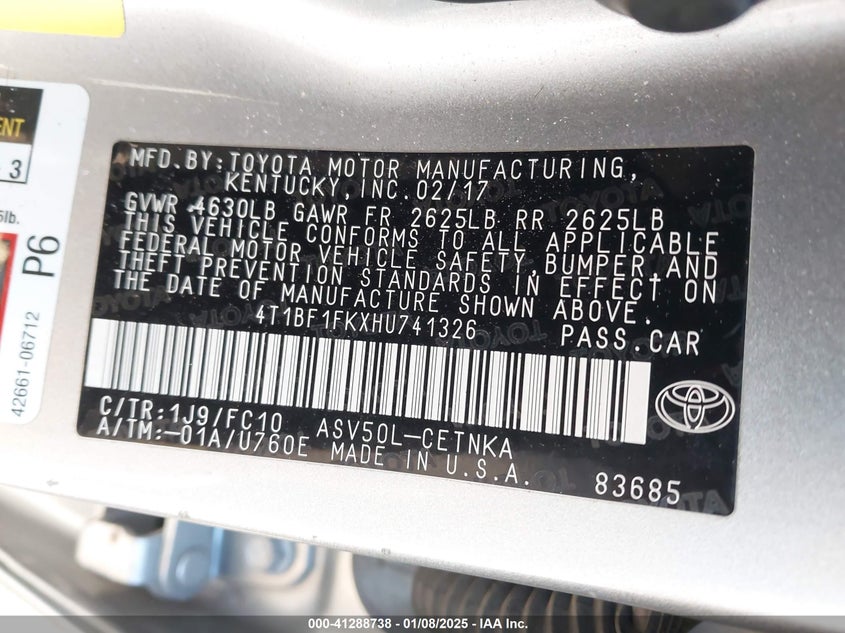 ENT
3
5lb.
P6
42661-06712
MFD.BY:TOYOTA MOTOR MANUFACTURING,
KENTUCKY,INC. 02/17
GVWR 4630LB GAWR FR 2625LB RR 2625LB
THIS VEHICLE CONFORMS TO ALL APPLICABLE
FEDERAL MOTOR VEHICLE SAFETY,BUMPER,AND
THEFT PREVENTION STANDARDS IN EFFECT ON
THE DATE OF MANUFACTURE SHOWN ABOVE.
4T1BF1FKXHU741326 PASS CAR
C/TR:1J9/FC10 ASV50L-CETNKA
A/TM:-01A/U760E MADE IN U.S.A.
83685
000-41288738 - 01/08/2025 - IAA Inc.